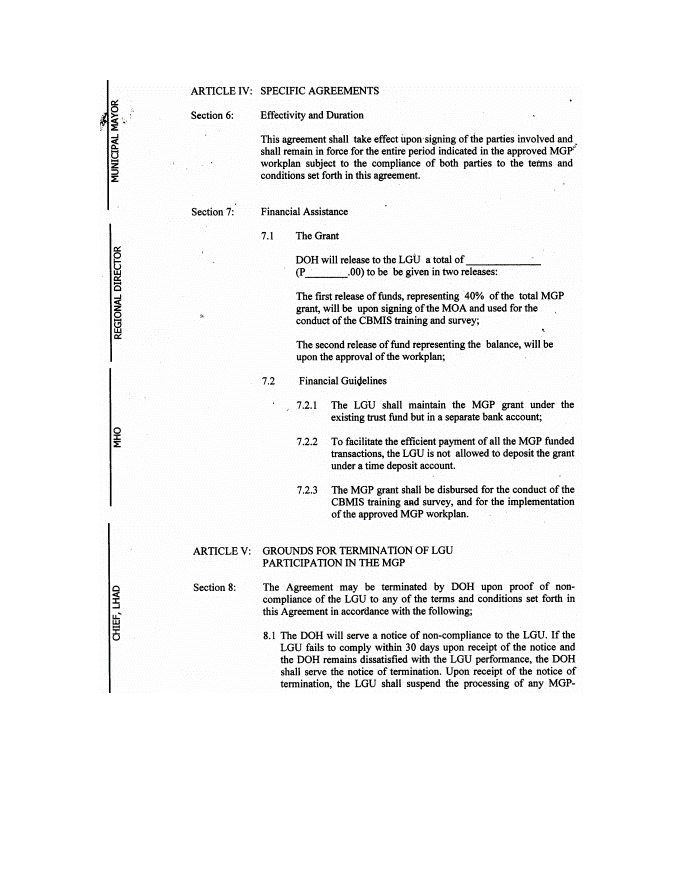 ARTICLE IV: SPECIFIC AGREEMENTS
Section 6: Effectivity and Duration
This agreement shall take effect upon signing of the parties involved and
shall remain in force for the entire period indicated in the approved MGP
workplan subject to the compliance of both parties to the terms and
conditions set forth in this agreement.
Section 7: Financial Assistance
7.1 The Grant
DOH will release to the LGU a total of ______________
(P________.00) to be be given in two releases:
The first release of funds, representing 40% of the total MGP
grant, will be upon signing of the MOA and used for the
conduct of the CBMIS training and survey;
The second release of fund representing the balance, will be
upon the approval of the workplan;
7.2 Financial Guidelines
7.2.1 The LGU shall maintain the MGP grant under the
existing trust fund but in a separate bank account;
7.2.2 To facilitate the efficient payment of all the MGP funded
transactions, the LGU is not allowed to deposit the grant
under a time deposit account.
7.2.3 The MGP grant shall be disbursed for the conduct of the
CBMIS training and survey, and for the implementation
of the approved MGP workplan.
ARTICLE V: GROUNDS FOR TERMINATION OF LGU
PARTICIPATION IN THE MGP
Section 8: The Agreement may be terminated by DOH upon proof of non-
compliance of the LGU to any of the terms and conditions set forth in
this Agreement in accordance with the following;
8.1 The DOH will serve a notice of non-compliance to the LGU. If the
LGU fails to comply within 30 days upon receipt of the notice and
the DOH remains dissatisfied with the LGU performance, the DOH
shall serve the notice of termination. Upon receipt of the notice of
termination, the LGU shall suspend the processing of any MGP-
MUNICIPAL MAYOR
REGIONAL DIRECTOR
MHO
CHIEF, LHAD